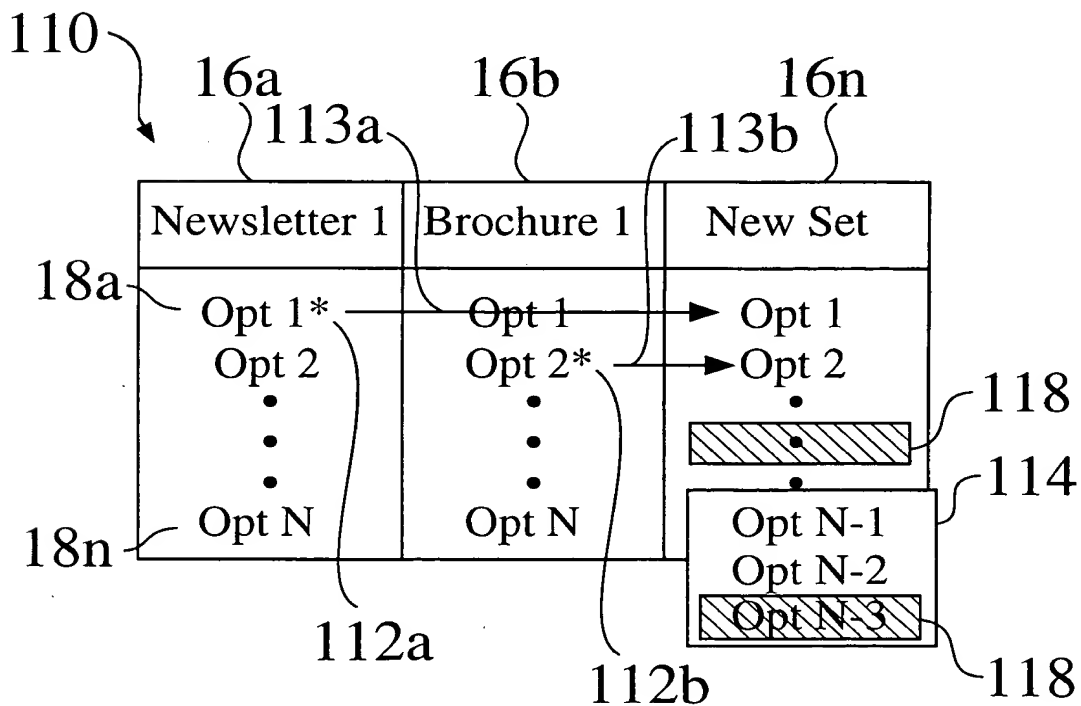 110
16a 16b 16n
113a 113b
Newsletter 1 Brochure 1 New Set
18a
Opt 1* Opt 1 Opt 1
Opt 2 Opt 2* Opt 2
118
114
18n Opt N Opt N Opt N-1
Opt N-2
Opt N-3
112a 112b 118